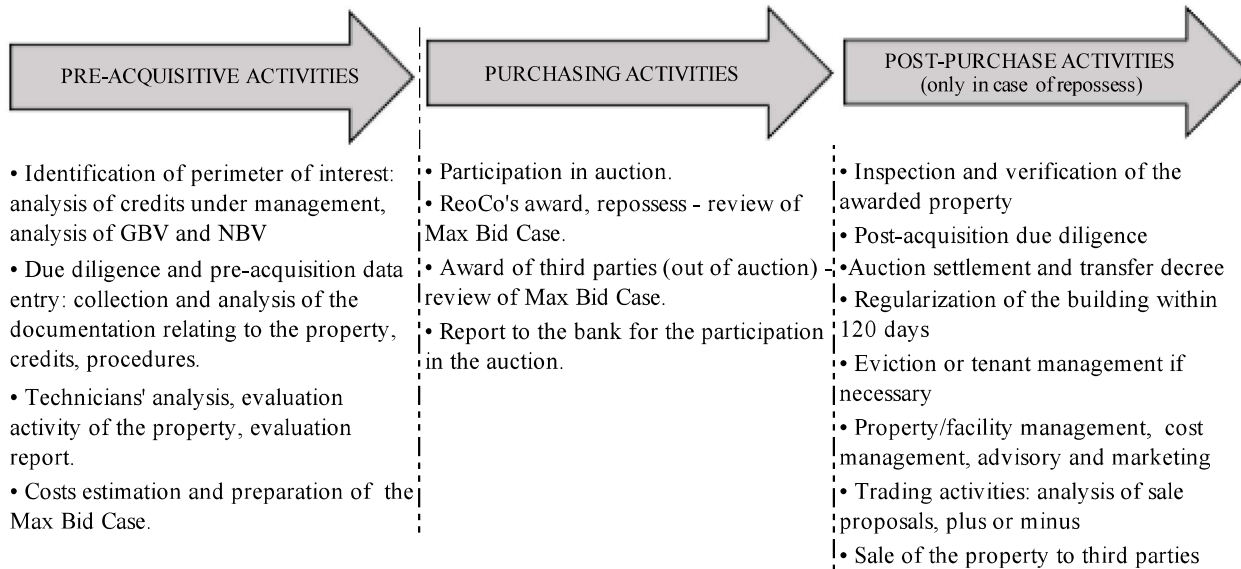 PRE-ACQUISITIVE ACTIVITIES
• Identification of perimeter of interest:
analysis of credits under management,
analysis of GBV and NBV
• Due diligence and pre-acquisition data
entry: collection and analysis of the
documentation relating to the property,
credits, procedures.
• Technicians' analysis, evaluation
activity of the property, evaluation
report.
• Costs estimation and preparation of the
Max Bid Case.
PURCHASING ACTIVITIES
• Participation in auction.
• ReoCo's award, repossess - review of
Max Bid Case.
• Award of third parties (out of auction) -
review of Max Bid Case.
• Report to the bank for the participation
in the auction.
POST-PURCHASE ACTIVITIES
(only in case of repossess)
• Inspection and verification of the
awarded property
• Post-acquisition due diligence
•Auction settlement and transfer decree
• Regularization of the building within
120 days
• Eviction or tenant management if
necessary
• Property/facility management, cost
management, advisory and marketing
• Trading activities: analysis of sale
proposals, plus or minus
• Sale of the property to third parties